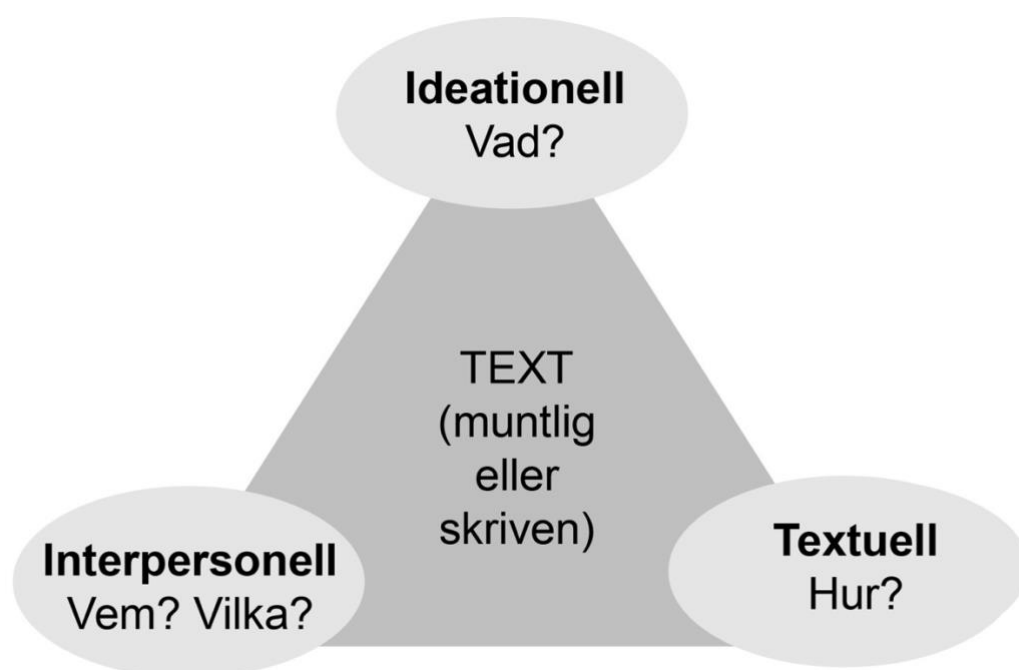 Ideationell
Vad?
TEXT
(muntlig
eller
skriven)
Interpersonell
Vem? Vilka?
Textuell
Hur?